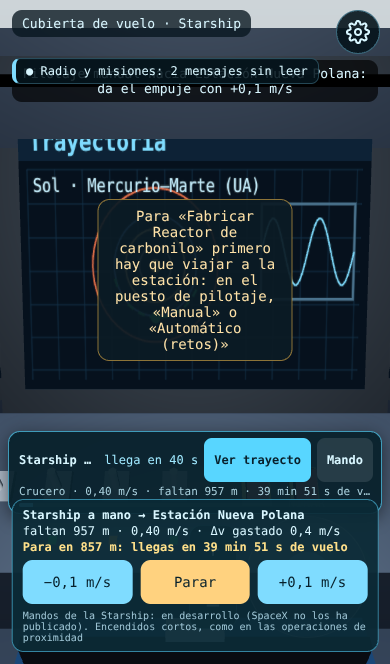 Cubierta de vuelo · Starship
● Radio y misiones: 2 mensajes sin leer
Polana:
da el empuje con +0,1 m/s
Trayectoria
Sol · Mercurio–Marte (UA)
Para «Fabricar
Reactor de
carbonilo» primero
hay que viajar a la
estación: en el
puesto de pilotaje,
«Manual» o
«Automático
(retos)»
Starship … llega en 40 s
Ver trayecto
Mando
Crucero · 0,40 m/s · faltan 957 m · 39 min 51 s de v…
Starship a mano → Estación Nueva Polana
faltan 957 m · 0,40 m/s · Δv gastado 0,4 m/s
Para en 857 m: llegas en 39 min 51 s de vuelo
−0,1 m/s
Parar
+0,1 m/s
Mandos de la Starship: en desarrollo (SpaceX no los ha
publicado). Encendidos cortos, como en las operaciones de
proximidad